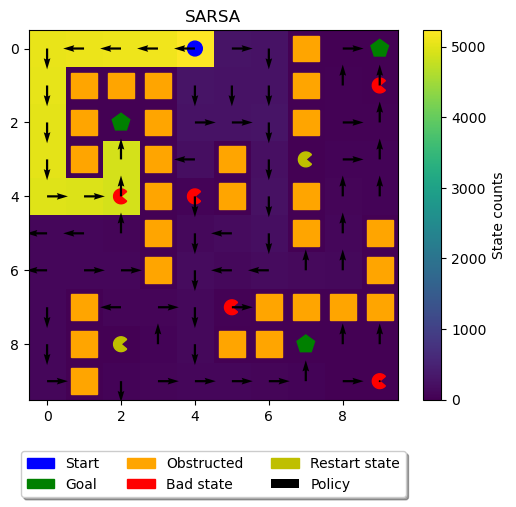 SARSA
0
2
4
6
8
0 2 4 6 8
5000
4000
3000
2000
1000
0
State counts
Start Obstructed Restart state
Goal Bad state Policy